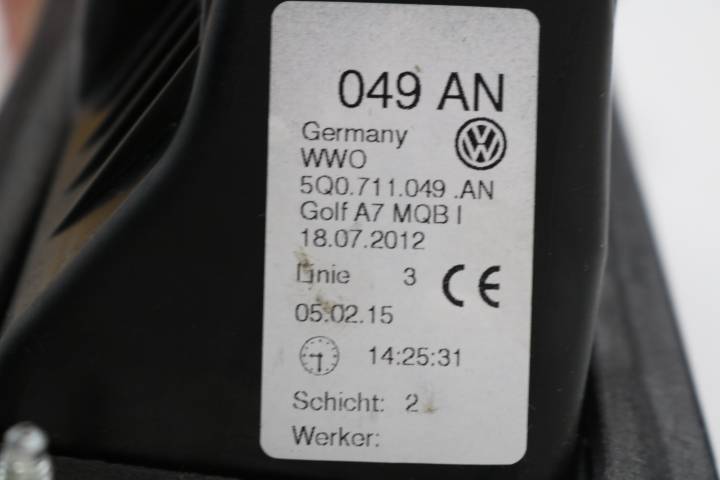 049 AN
Germany
WWO
5Q0.711.049 .AN
Golf A7 MQB I
18.07.2012
Linie 3
CE
05.02.15
14:25:31
Schicht: 2
Werker: